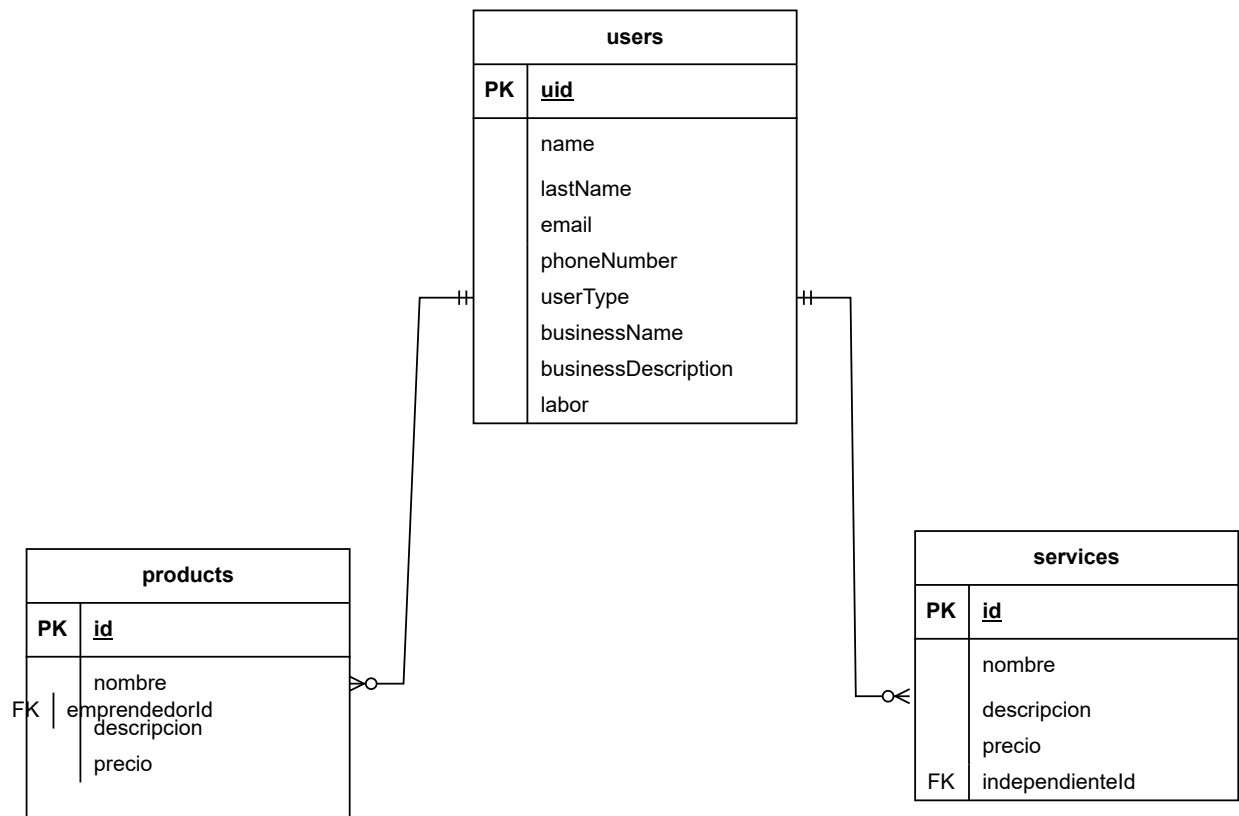 users
PK uid
name
lastName
email
phoneNumber
userType
businessName
businessDescription
labor
products
PK id
nombre
FK emprendedorId
descripcion
precio
services
PK id
nombre
descripcion
precio
FK independienteId